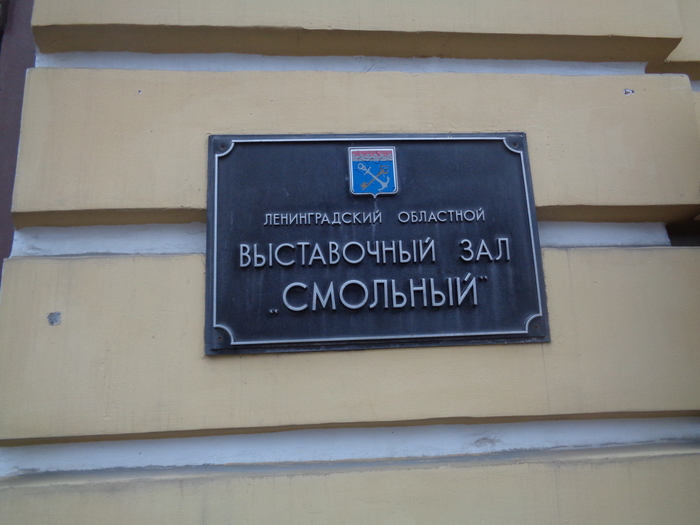 ЛЕНИНГРАДСКИЙ ОБЛАСТНОЙ
ВЫСТАВОЧНЫЙ ЗАЛ
„СМОЛЬНЫЙ“